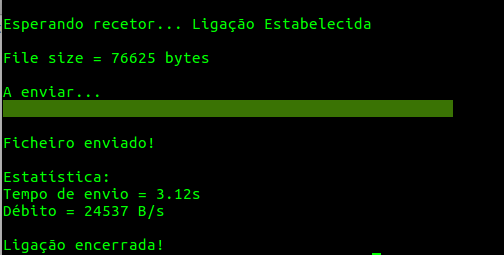 Esperando recetor... Ligação Estabelecida
File size = 76625 bytes
A enviar...
Ficheiro enviado!
Estatística:
Tempo de envio = 3.12s
Débito = 24537 B/s
Ligação encerrada!